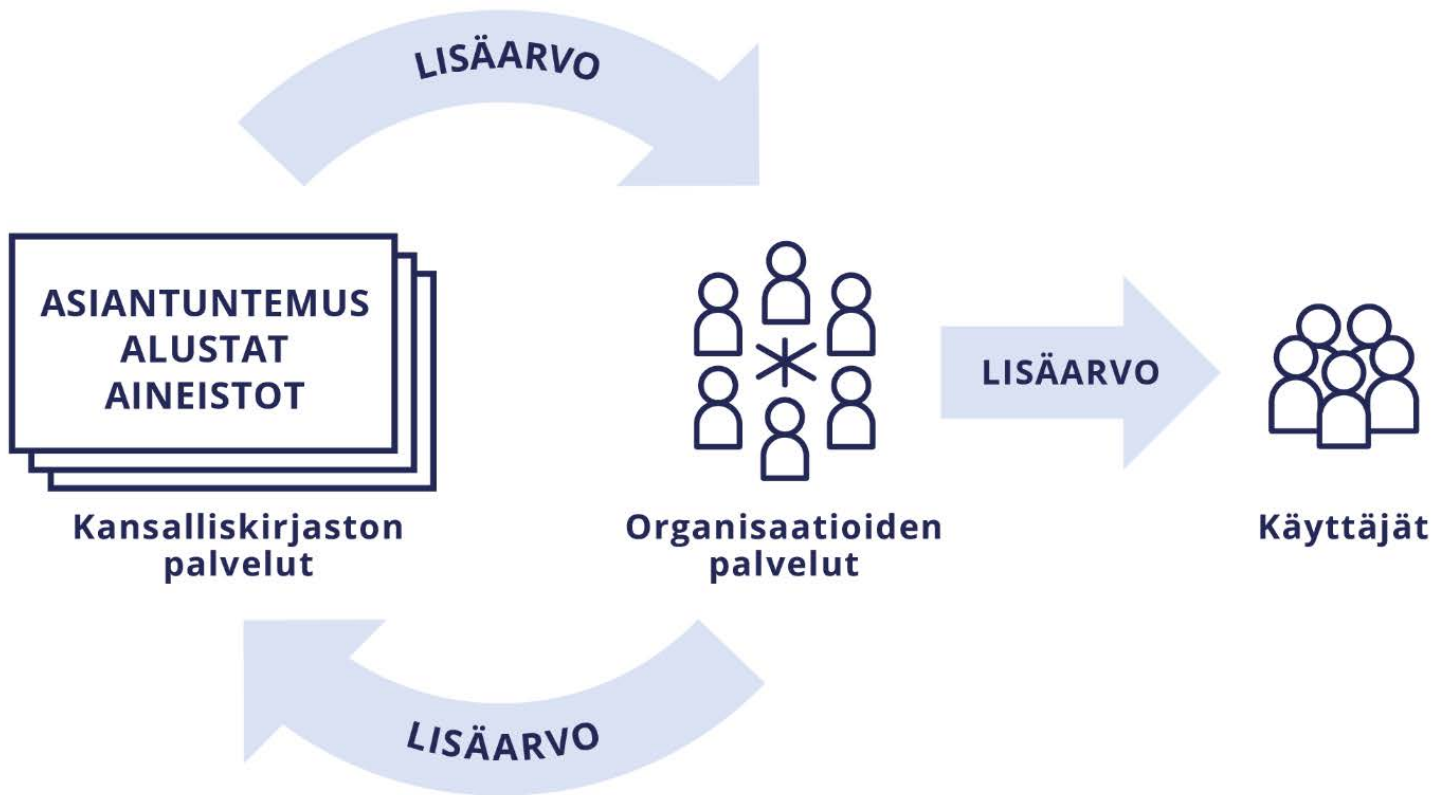 LISÄARVO
ASIANTUNTEMUS
ALUSTAT
AINEISTOT
Kansalliskirjaston
palvelut
Organisaatioiden
palvelut
LISÄARVO
Käyttäjät
LISÄARVO